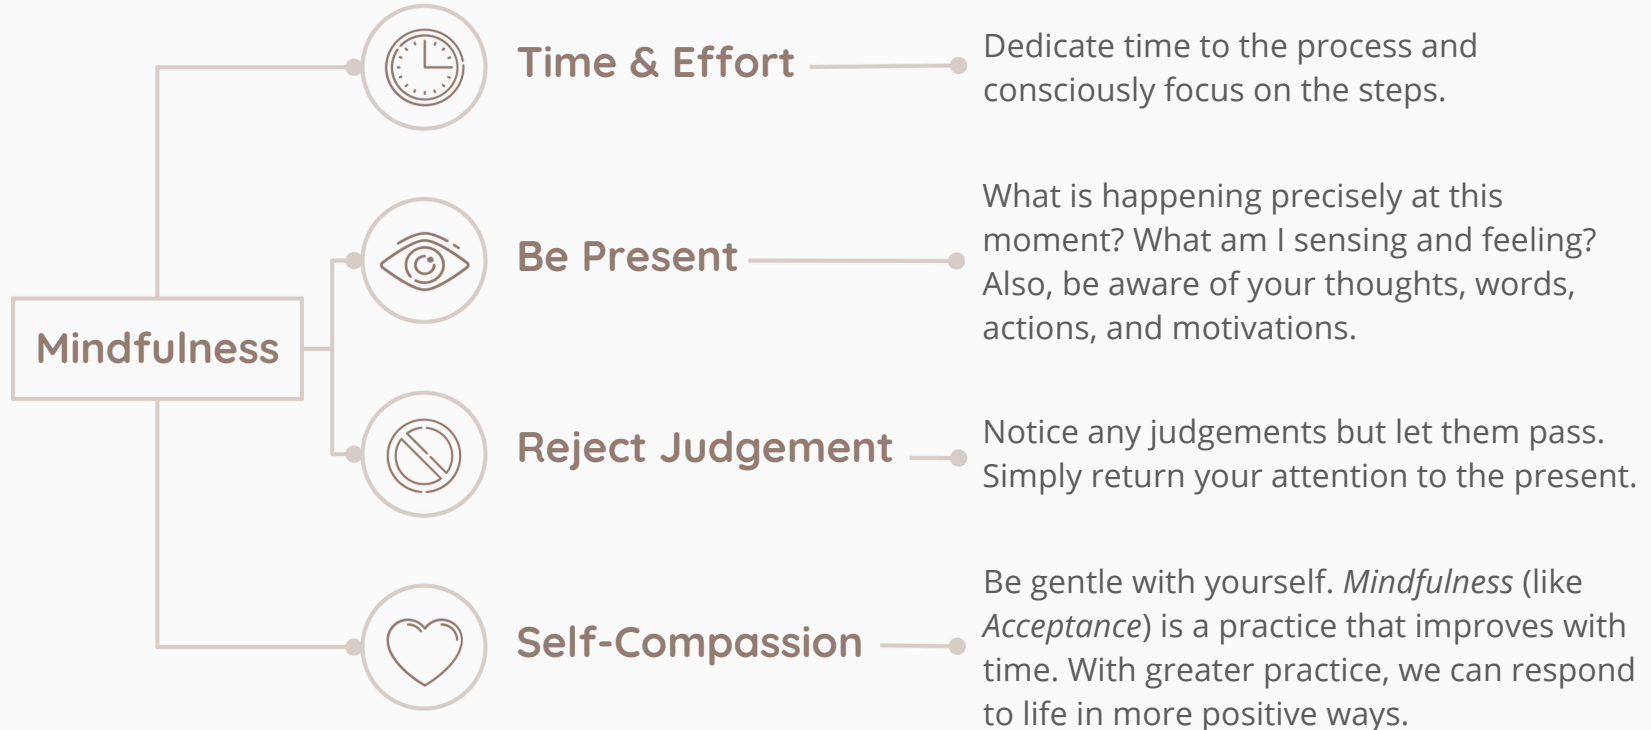 Time & Effort
Dedicate time to the process and
consciously focus on the steps.
Be Present
What is happening precisely at this
moment? What am I sensing and feeling?
Also, be aware of your thoughts, words,
actions, and motivations.
Mindfulness
Reject Judgement
Notice any judgements but let them pass.
Simply return your attention to the present.
Self-Compassion
Be gentle with yourself. Mindfulness (like
Acceptance) is a practice that improves with
time. With greater practice, we can respond
to life in more positive ways.